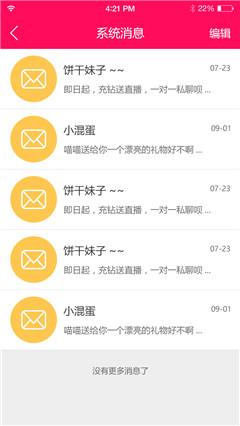 4:21 PM
22%
系统消息
编辑
饼干妹子 ~ ~
07-23
即日起，充钻送直播，一对一私聊呗 ...
小混蛋
09-01
喵喵送给你一个漂亮的礼物好不啊 ...
饼干妹子 ~ ~
07-23
即日起，充钻送直播，一对一私聊呗 ...
饼干妹子 ~ ~
07-23
即日起，充钻送直播，一对一私聊呗 ...
小混蛋
09-01
喵喵送给你一个漂亮的礼物好不啊 ...
没有更多消息了